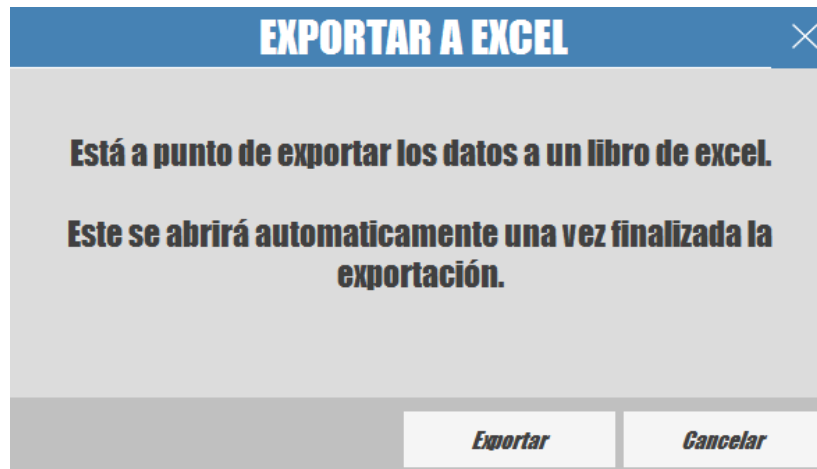 EXPORTAR A EXCEL
Está a punto de exportar los datos a un libro de excel.
Este se abrirá automaticamente una vez finalizada la
exportación.
Exportar
Cancelar